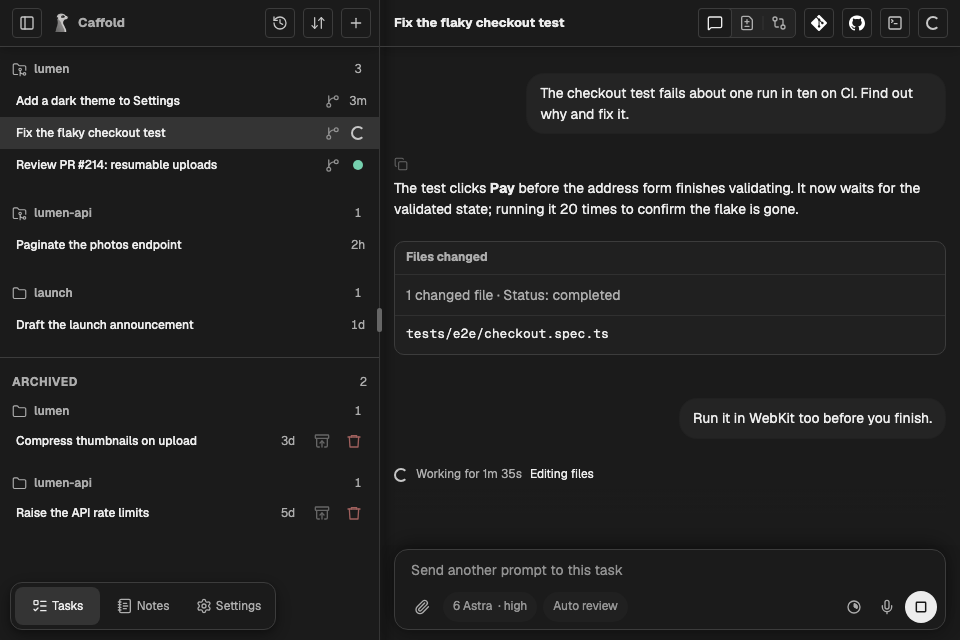 Caffold
lumen 3
Add a dark theme to Settings 3m
Fix the flaky checkout test
Review PR #214: resumable uploads
lumen-api 1
Paginate the photos endpoint 2h
launch 1
Draft the launch announcement 1d
ARCHIVED 2
lumen 1
Compress thumbnails on upload 3d
lumen-api 1
Raise the API rate limits 5d
Tasks Notes Settings
Fix the flaky checkout test
The checkout test fails about one run in ten on CI. Find out
why and fix it.
The test clicks Pay before the address form finishes validating. It now waits for the
validated state; running it 20 times to confirm the flake is gone.
Files changed
1 changed file · Status: completed
tests/e2e/checkout.spec.ts
Run it in WebKit too before you finish.
Working for 1m 35s Editing files
Send another prompt to this task
6 Astra · high Auto review